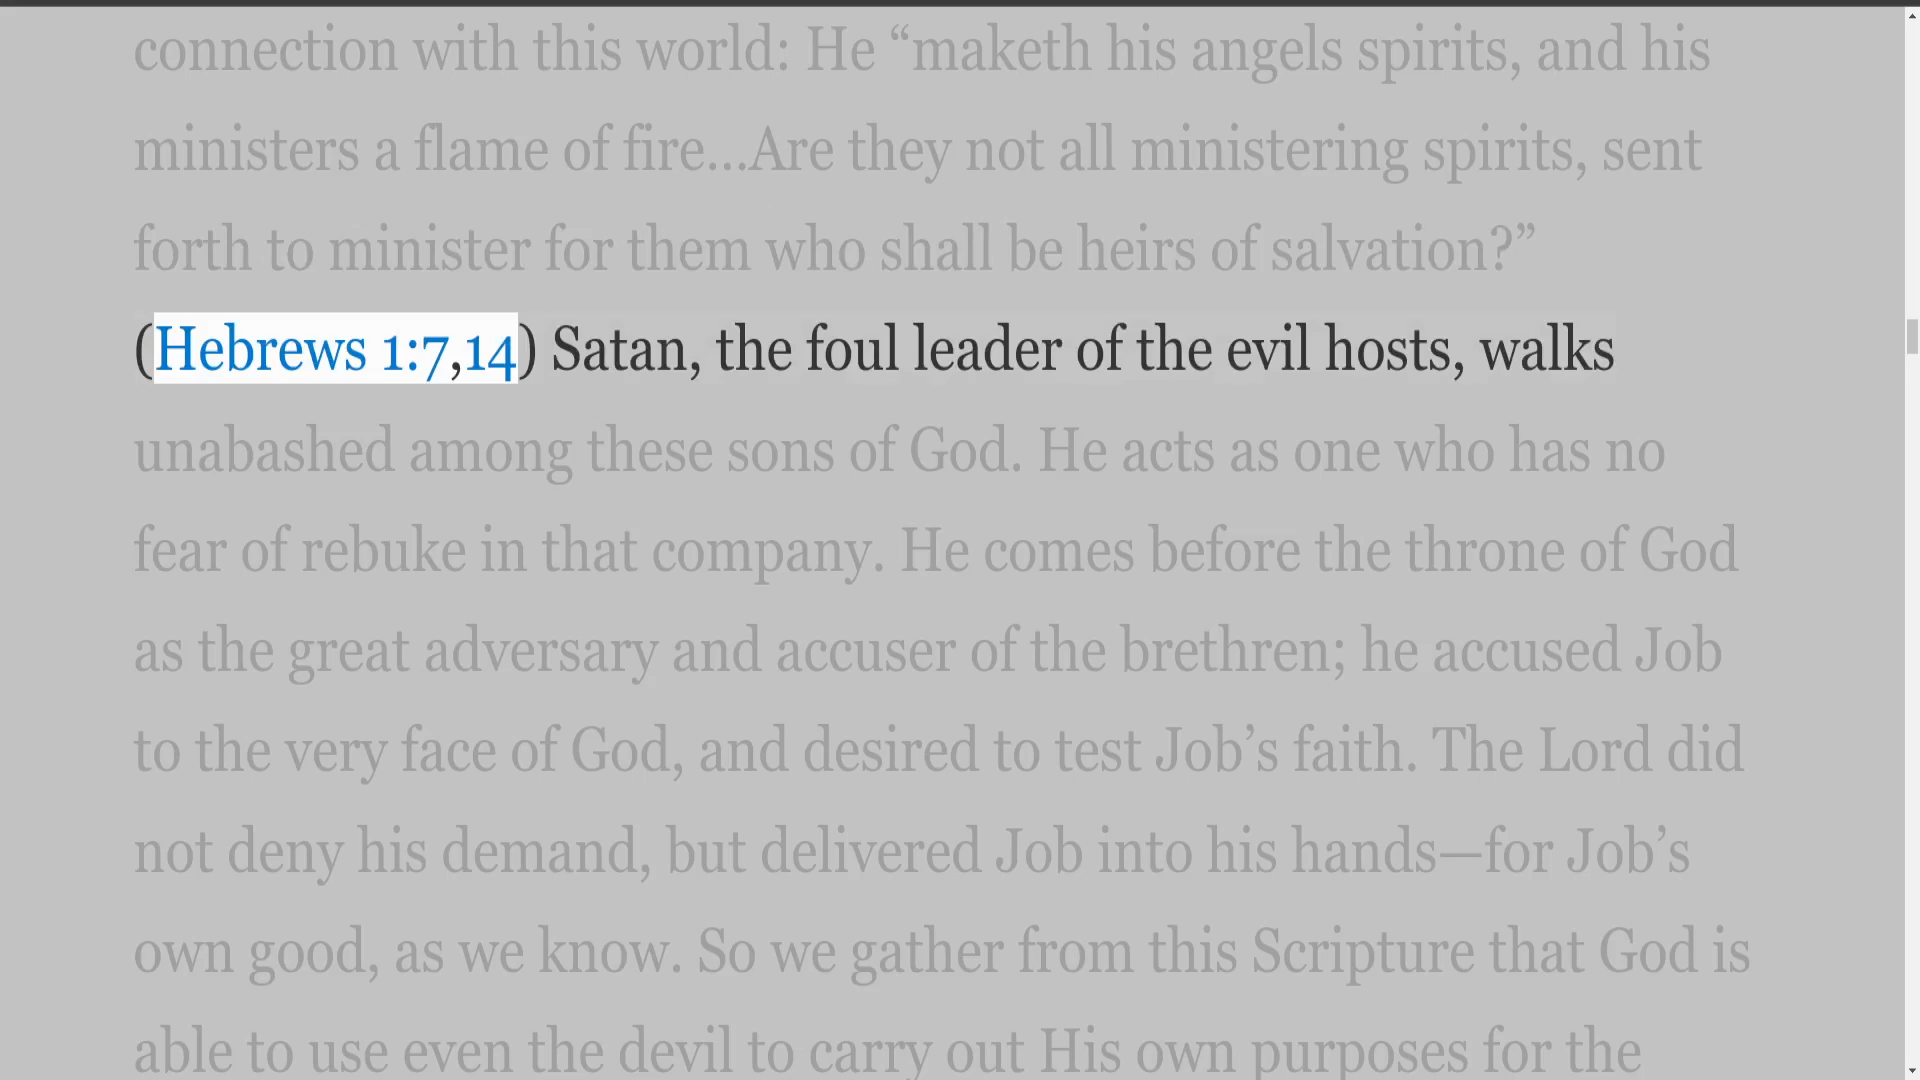 connection with this world: He “maketh his angels spirits, and his
ministers a flame of fire...Are they not all ministering spirits, sent
forth to minister for them who shall be heirs of salvation?”
(Hebrews 1:7,14) Satan, the foul leader of the evil hosts, walks
unabashed among these sons of God. He acts as one who has no
fear of rebuke in that company. He comes before the throne of God
as the great adversary and accuser of the brethren; he accused Job
to the very face of God, and desired to test Job’s faith. The Lord did
not deny his demand, but delivered Job into his hands—for Job’s
own good, as we know. So we gather from this Scripture that God is
able to use even the devil to carry out His own purposes for the